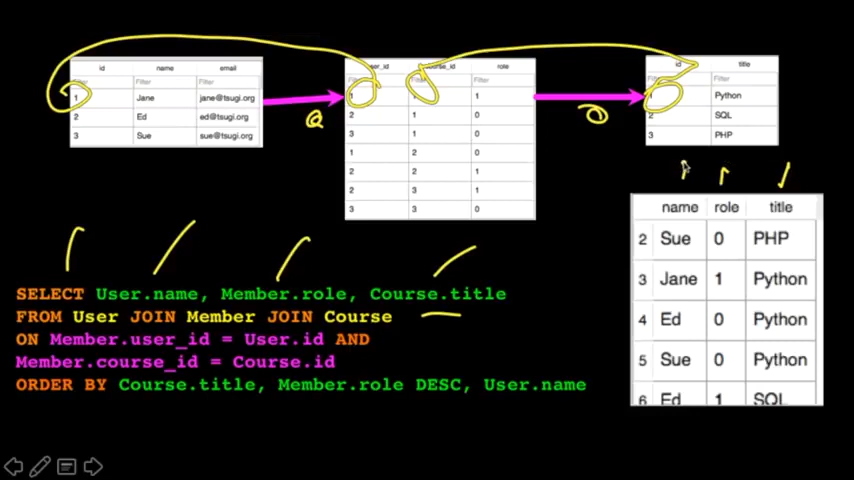 id name email
Filter Filter Filter
1 Jane jane@tsugi.org
2 Ed ed@tsugi.org
3 Sue sue@tsugi.org
role
1 1
2 1 0
3 1 0
1 2 0
2 2 1
2 3 1
3 3 0
id title
Filter
Python
2 SQL
3 PHP
name role title
2 Sue 0 PHP
3 Jane 1 Python
4 Ed 0 Python
5 Sue 0 Python
6 Ed 1 SQL
SELECT User.name, Member.role, Course.title
FROM User JOIN Member JOIN Course
ON Member.user_id = User.id AND
Member.course_id = Course.id
ORDER BY Course.title, Member.role DESC, User.name